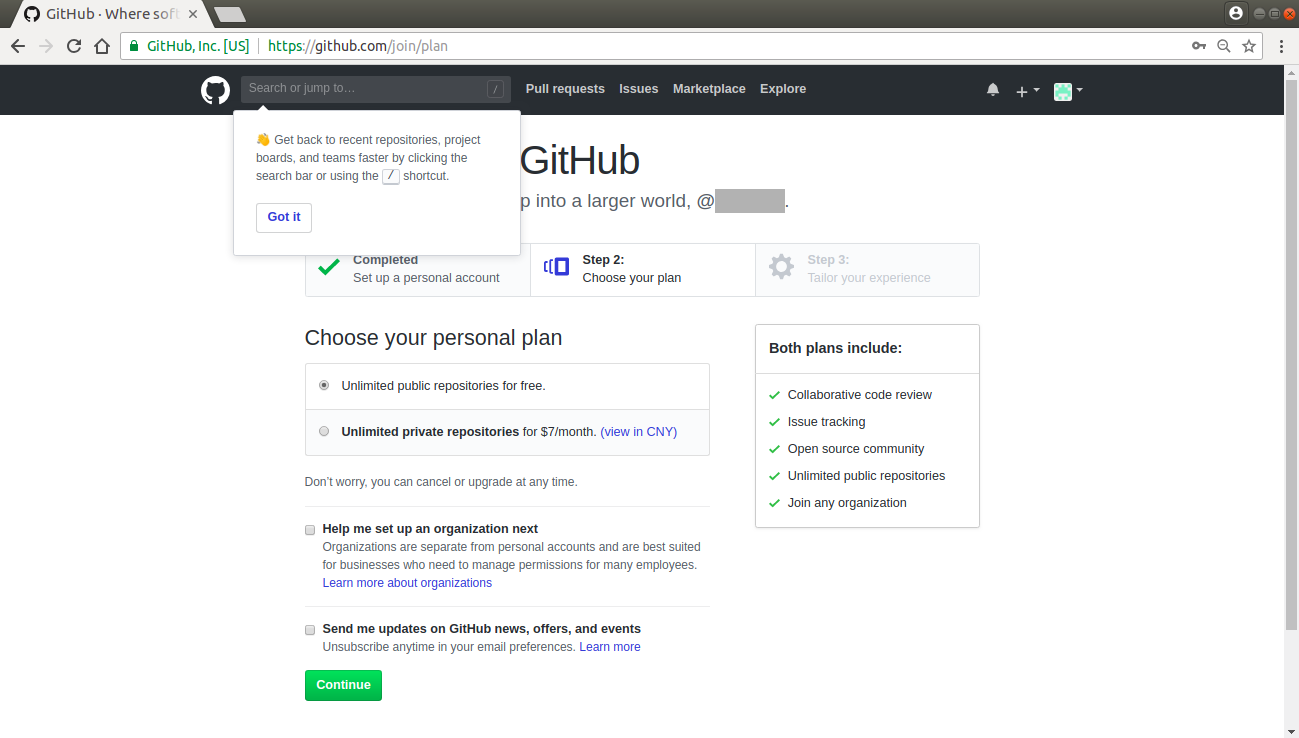 GitHub · Where soft
GitHub, Inc. [US] https://github.com/join/plan
Search or jump to… /
Pull requests Issues Marketplace Explore
👋 Get back to recent repositories, project
boards, and teams faster by clicking the
search bar or using the / shortcut.
Got it
GitHub
into a larger world, @
.
Completed
Set up a personal account
Step 2:
Choose your plan
Step 3:
Tailor your experience
Choose your personal plan
Unlimited public repositories for free.
Unlimited private repositories for $7/month. (view in CNY)
Don’t worry, you can cancel or upgrade at any time.
Help me set up an organization next
Organizations are separate from personal accounts and are best suited
for businesses who need to manage permissions for many employees.
Learn more about organizations
Send me updates on GitHub news, offers, and events
Unsubscribe anytime in your email preferences. Learn more
Continue
Both plans include:
Collaborative code review
Issue tracking
Open source community
Unlimited public repositories
Join any organization